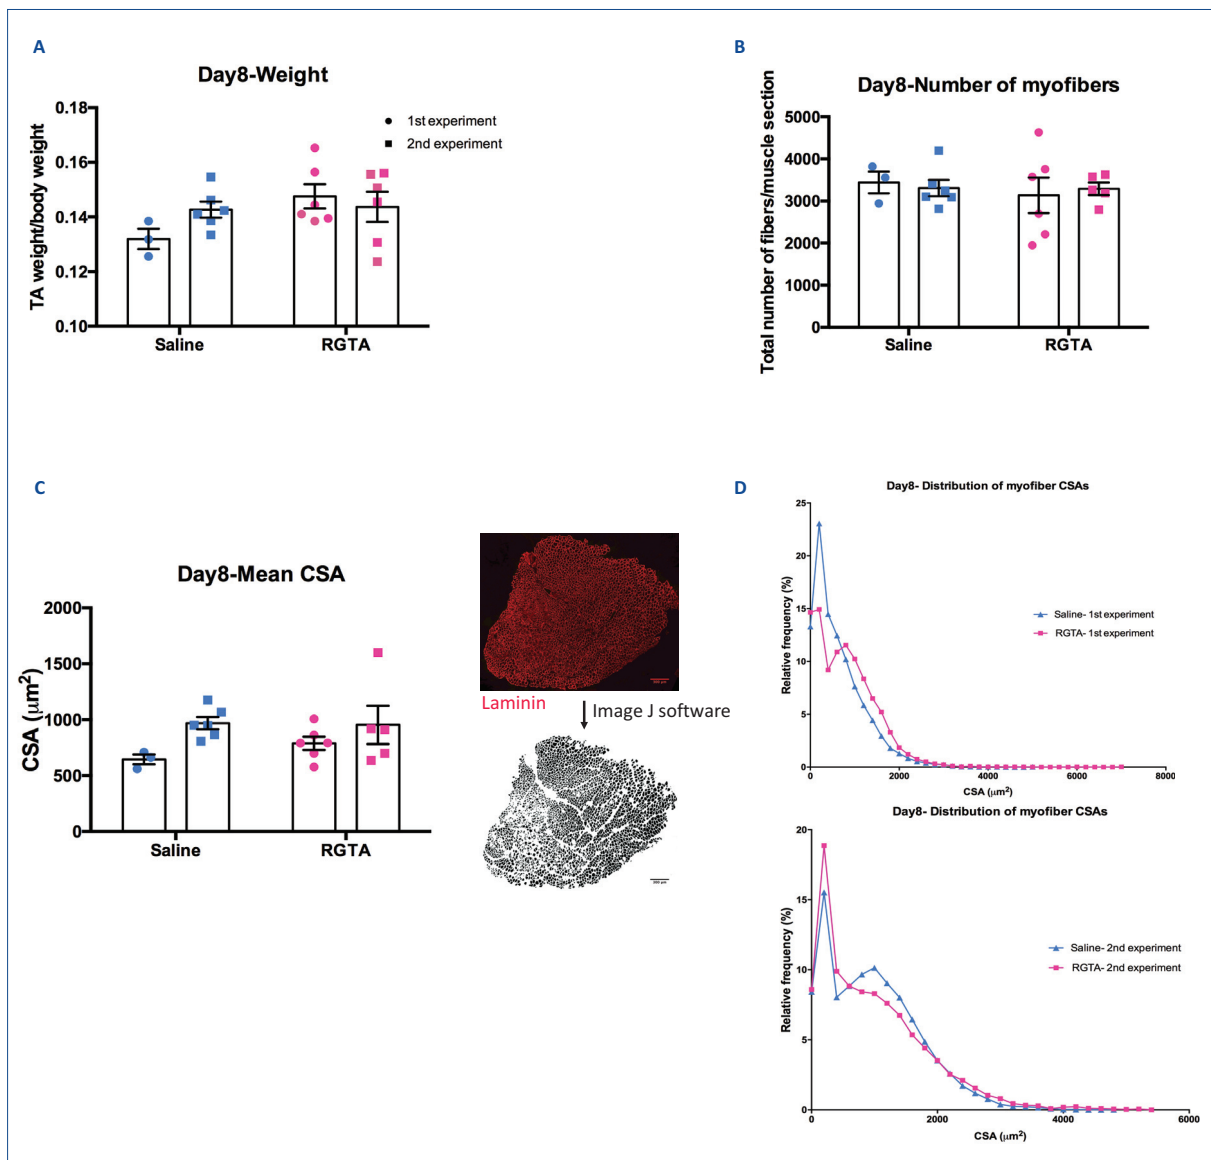 A
Day8-Weight
TA weight/body weight
0.18
0.16
0.14
0.12
0.10
1st experiment
2nd experiment
Saline
RGTA
B
Day8-Number of myofibers
Total number of fibers/muscle section
5000
4000
3000
2000
1000
0
Saline
RGTA
C
Day8-Mean CSA
CSA (μm²)
2000
1500
1000
500
0
Saline
RGTA
Laminin
Image J software
D
Day8- Distribution of myofiber CSAs
Relative frequency (%)
25
20
15
10
5
0
Saline- 1st experiment
RGTA- 1st experiment
0
2000
4000
6000
8000
CSA (μm²)
Day8- Distribution of myofiber CSAs
Relative frequency (%)
20
15
10
5
0
Saline- 2nd experiment
RGTA- 2nd experiment
0
2000
4000
6000
CSA (μm²)